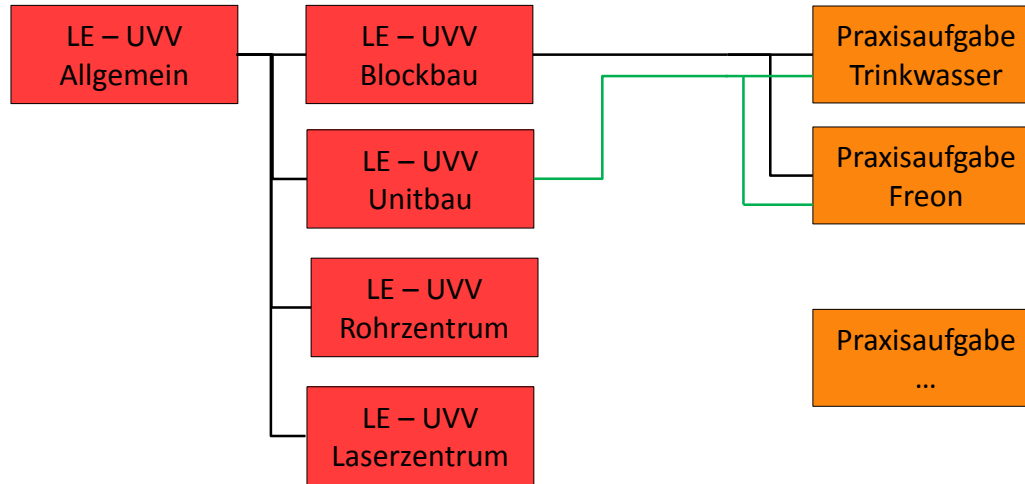 LE – UVV
Allgemein
LE – UVV
Blockbau
Praxisaufgabe
Trinkwasser
LE – UVV
Unitbau
Praxisaufgabe
Freon
LE – UVV
Rohrzentrum
Praxisaufgabe
...
LE – UVV
Laserzentrum